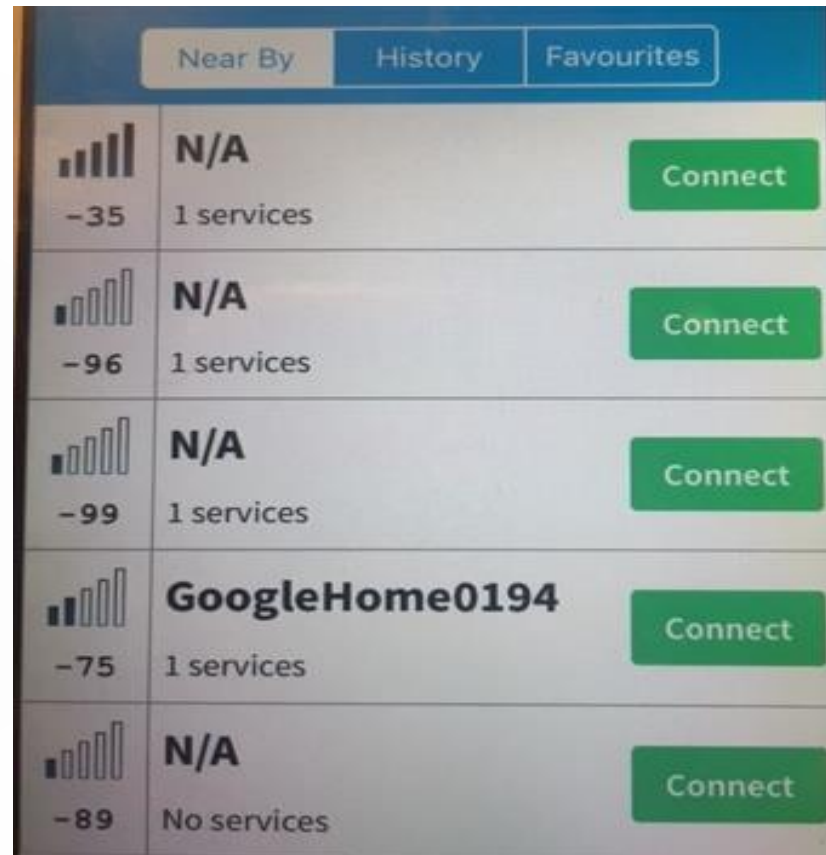 Near By History Favourites
N/A
Connect
-35 1 services
N/A
Connect
-96 1 services
N/A
Connect
-99 1 services
GoogleHome0194
Connect
-75 1 services
N/A
Connect
-89 No services